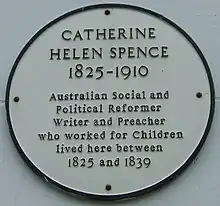 CATHERINE
HELEN SPENCE
1825-1910
Australian Social and
Political Reformer
Writer and Preacher
who worked for Children
lived here between
1825 and 1839